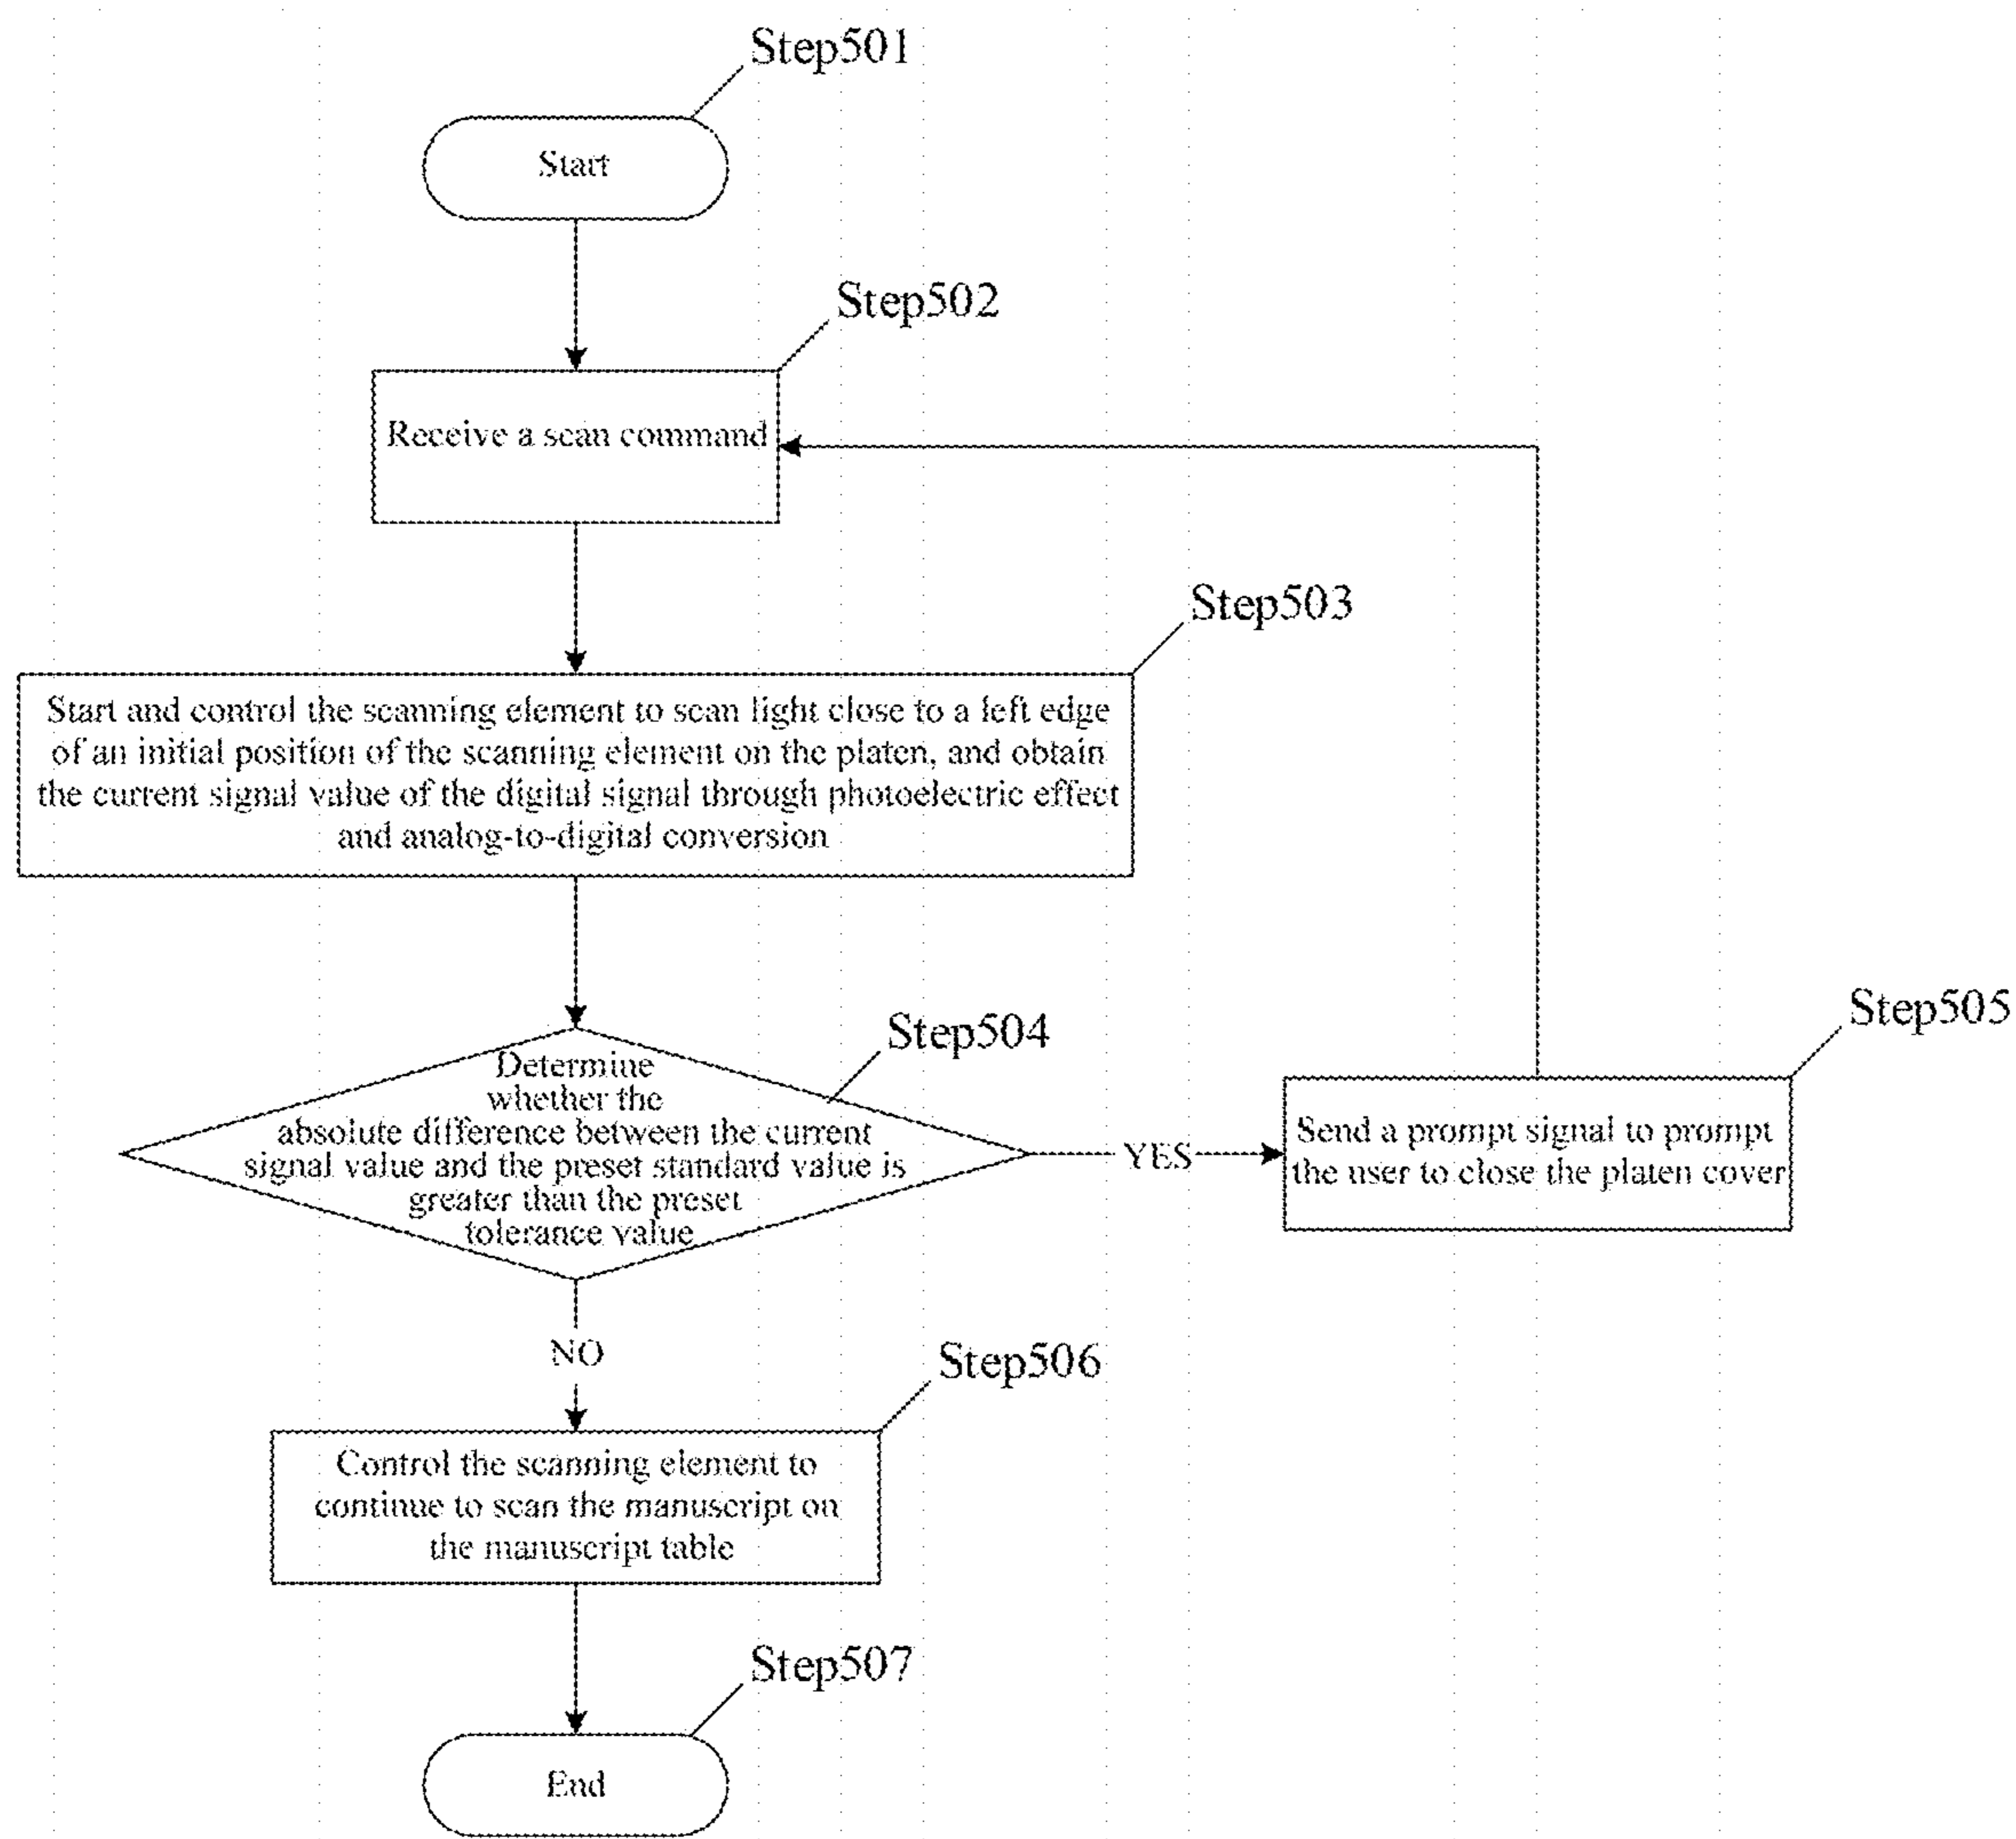 Step501
Start
Step502
Receive a scan command
Step503
Start and control the scanning element to scan light close to a left edge
of an initial position of the scanning element on the platen, and obtain
the current signal value of the digital signal through photoelectric effect
and analog-to-digital conversion
Step504
Determine
whether the
absolute difference between the current
signal value and the preset standard value is
greater than the preset
tolerance value
YES
Step505
Send a prompt signal to prompt
the user to close the platen cover
NO
Step506
Control the scanning element to
continue to scan the manuscript on
the manuscript table
Step507
End